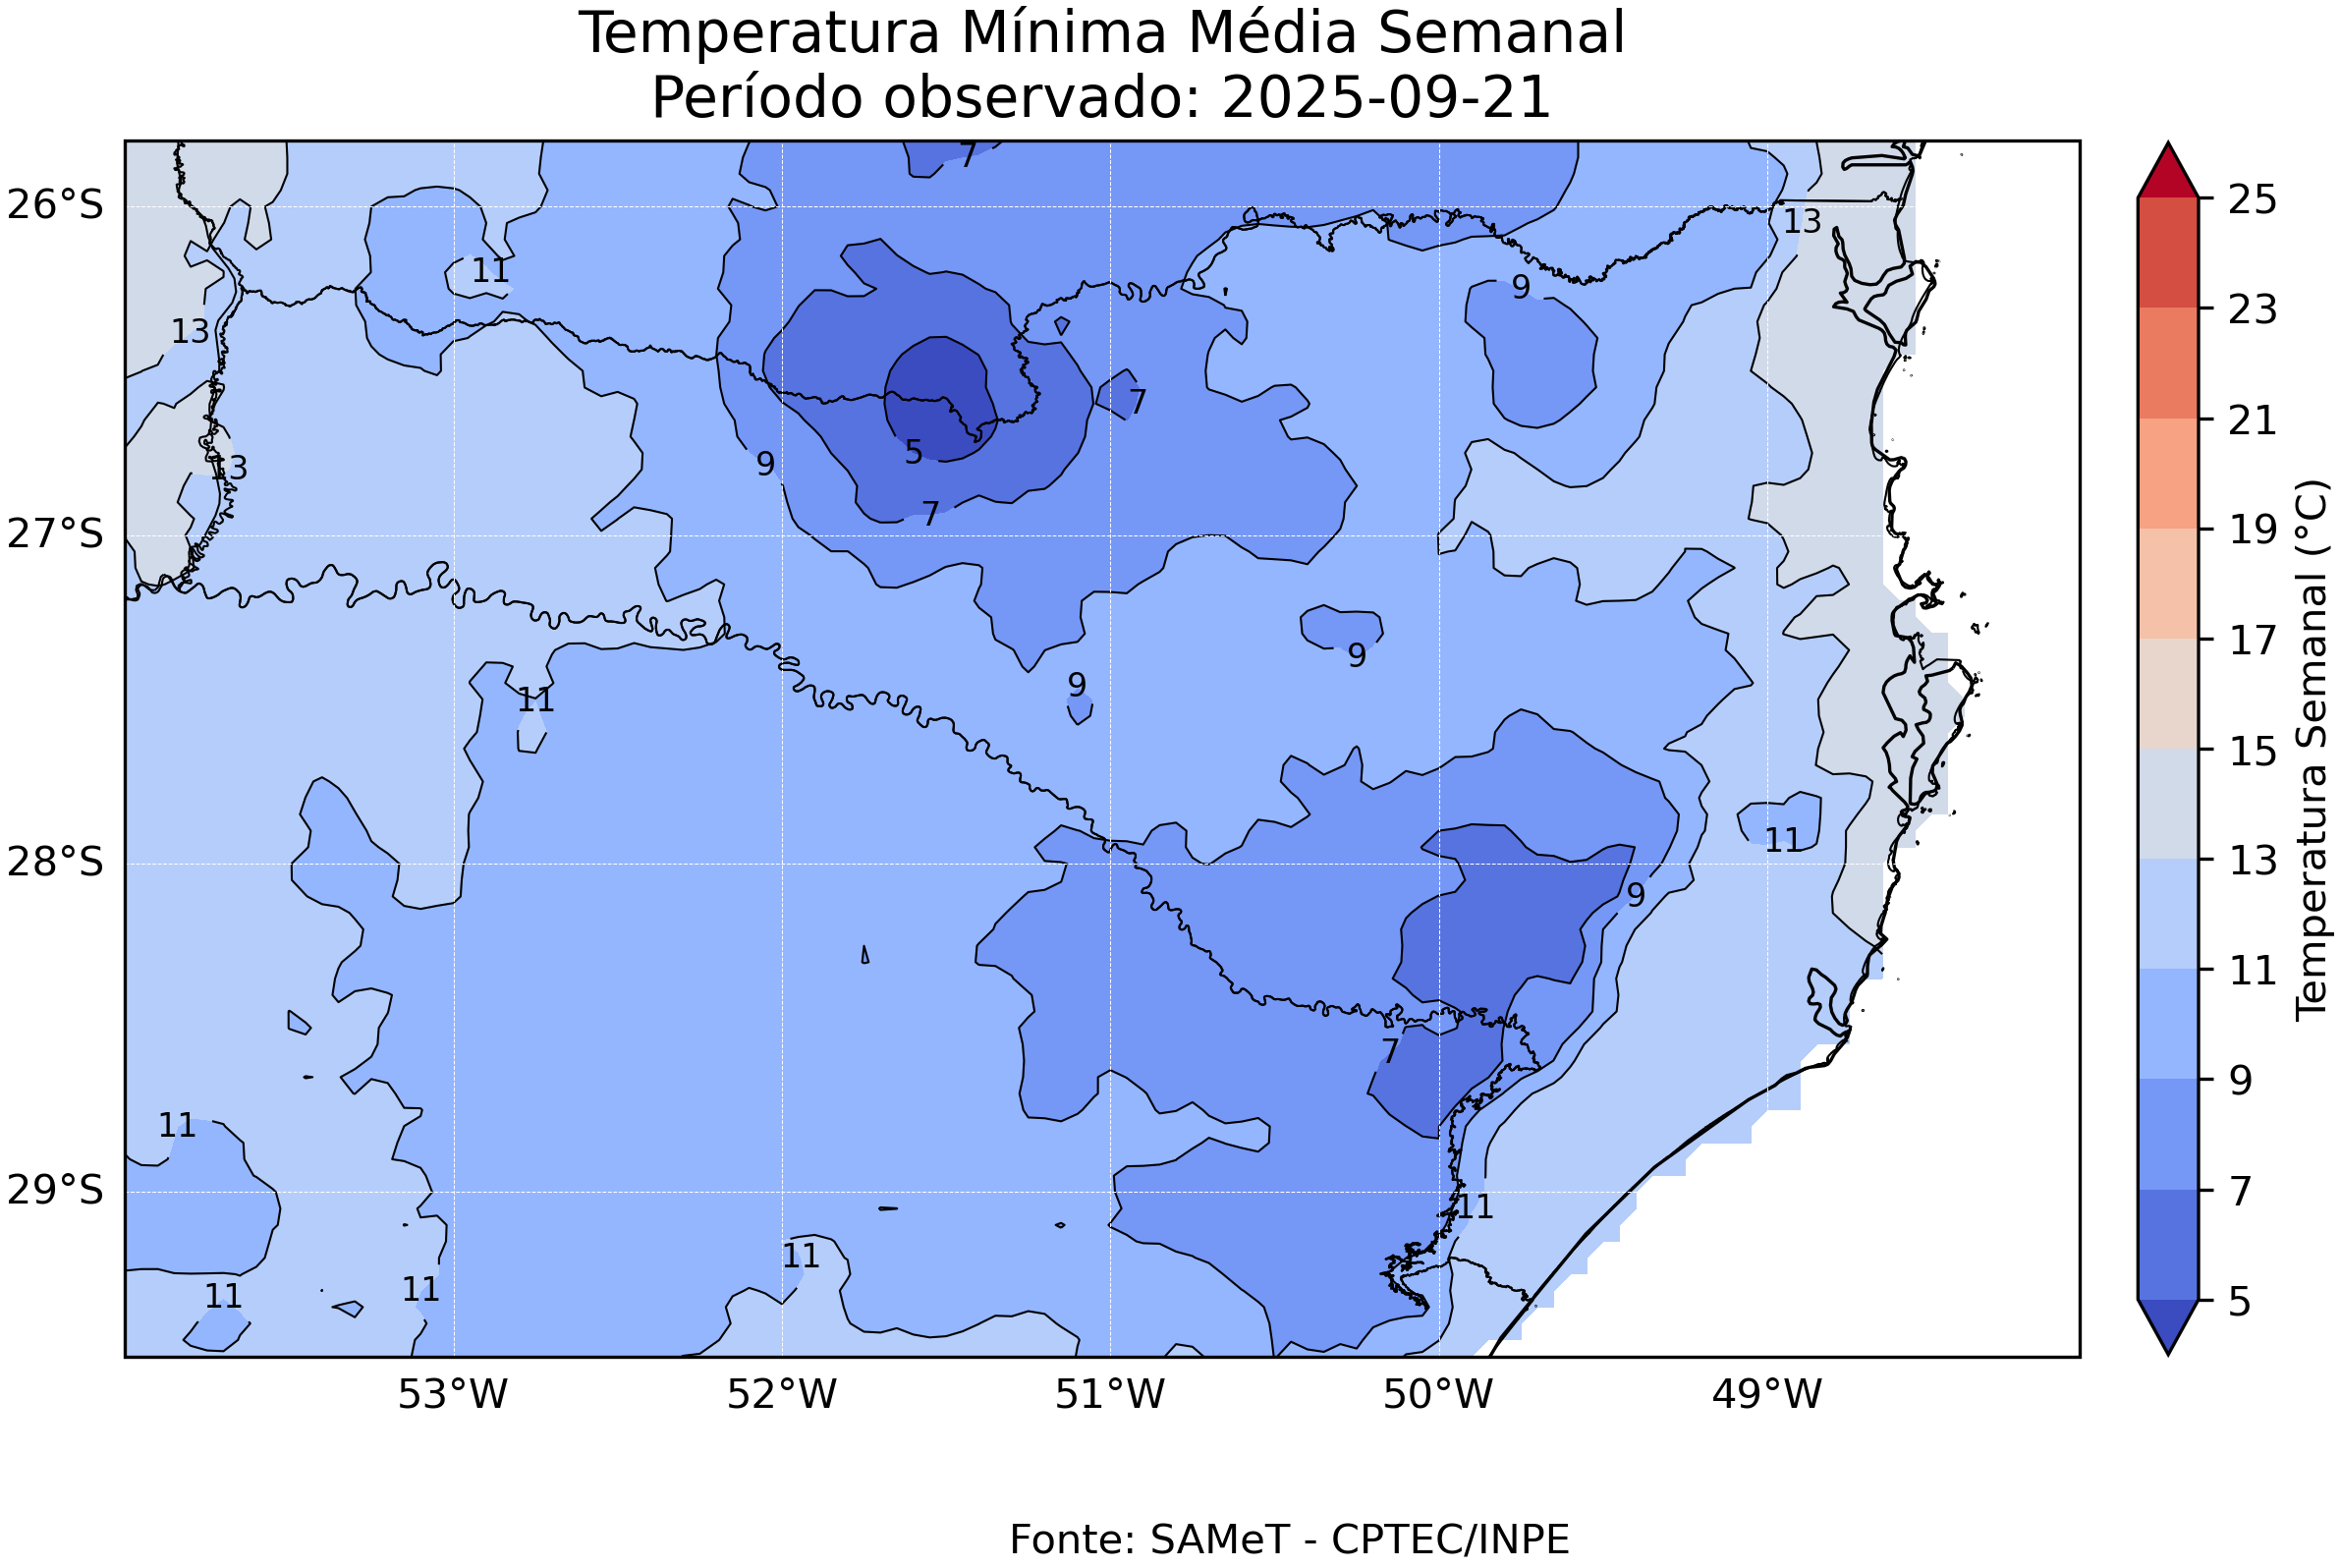 Temperatura Mínima Média Semanal
Período observado: 2025-09-21
7
26°S
13
11
9
13
7
5
9
13
7
27°S
9
9
11
11
28°S
9
7
11
29°S
11
11
11
11
53°W
52°W
51°W
50°W
49°W
25
23
21
19
17
15
13
11
9
7
5
Temperatura Semanal (°C)
Fonte: SAMeT - CPTEC/INPE